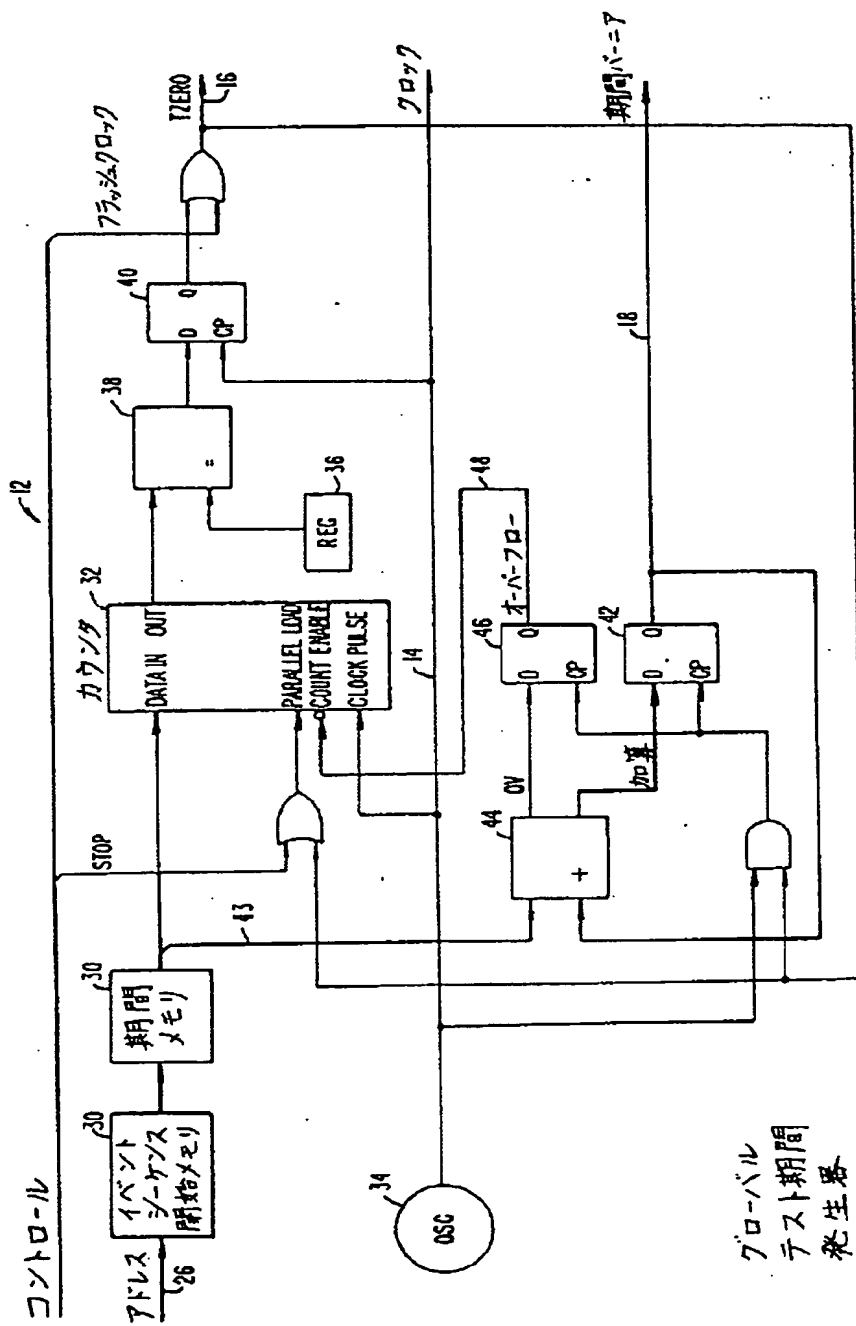 コントロール
12
アドレス
26
イベント
シーケンス
開始メモリ
30
期間
メモリ
30
43
STOP
カウンタ
32
DATA IN OUT
PARALLEL LOAD
COUNT ENABLE
CLOCK PULSE
REG
36
=
38
D Q
CP
40
フラッシュクロック
TZERO
16
クロック
14
OSC
34
44
+
OV
加算
46
D Q
CP
オーバーフロー
48
42
D Q
CP
18
期間バーニア
グローバル
テスト期間
発生器